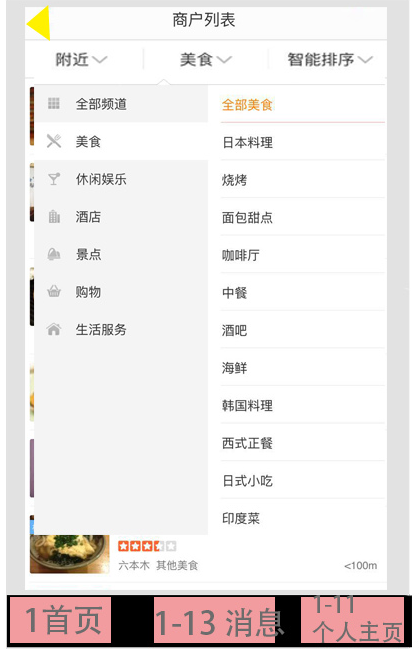 商户列表
附近 美食 智能排序
全部频道
美食
休闲娱乐
酒店
景点
购物
生活服务
全部美食
日本料理
烧烤
面包甜点
咖啡厅
中餐
酒吧
海鲜
韩国料理
西式正餐
日式小吃
印度菜
六本木 其他美食 <100m
1首页
1-13 消息
1-11
个人主页